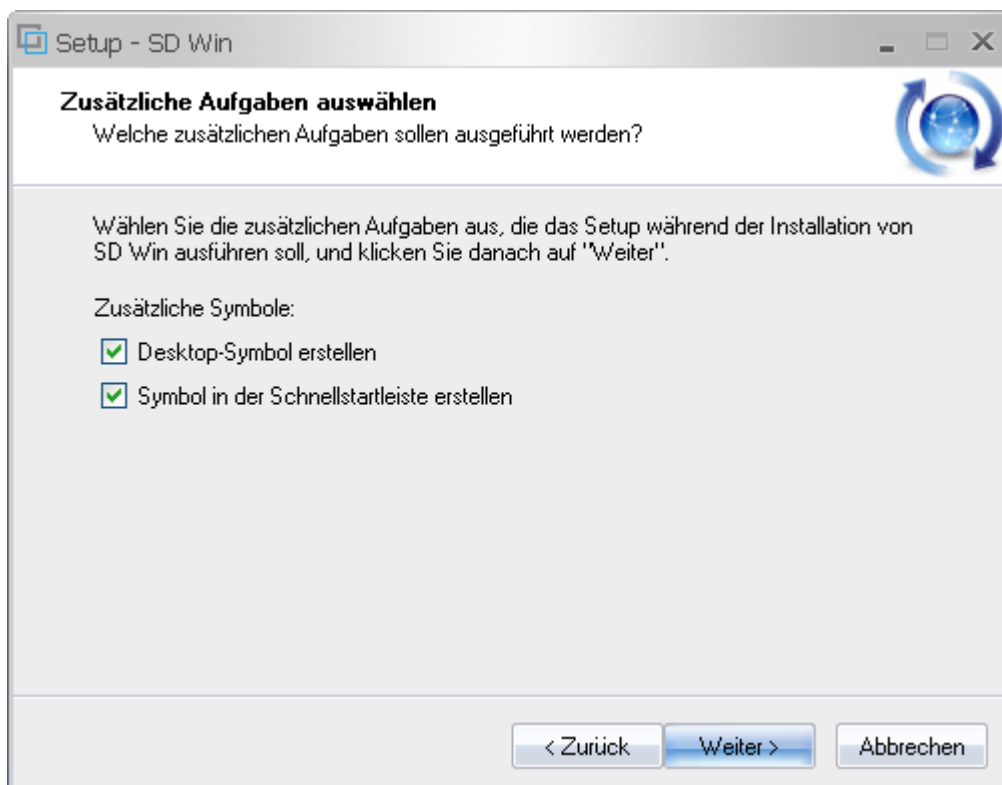 Setup - SD Win
Zusätzliche Aufgaben auswählen
Welche zusätzlichen Aufgaben sollen ausgeführt werden?
Wählen Sie die zusätzlichen Aufgaben aus, die das Setup während der Installation von
SD Win ausführen soll, und klicken Sie danach auf "Weiter".
Zusätzliche Symbole:
Desktop-Symbol erstellen
Symbol in der Schnellstartleiste erstellen
< Zurück
Weiter >
Abbrechen